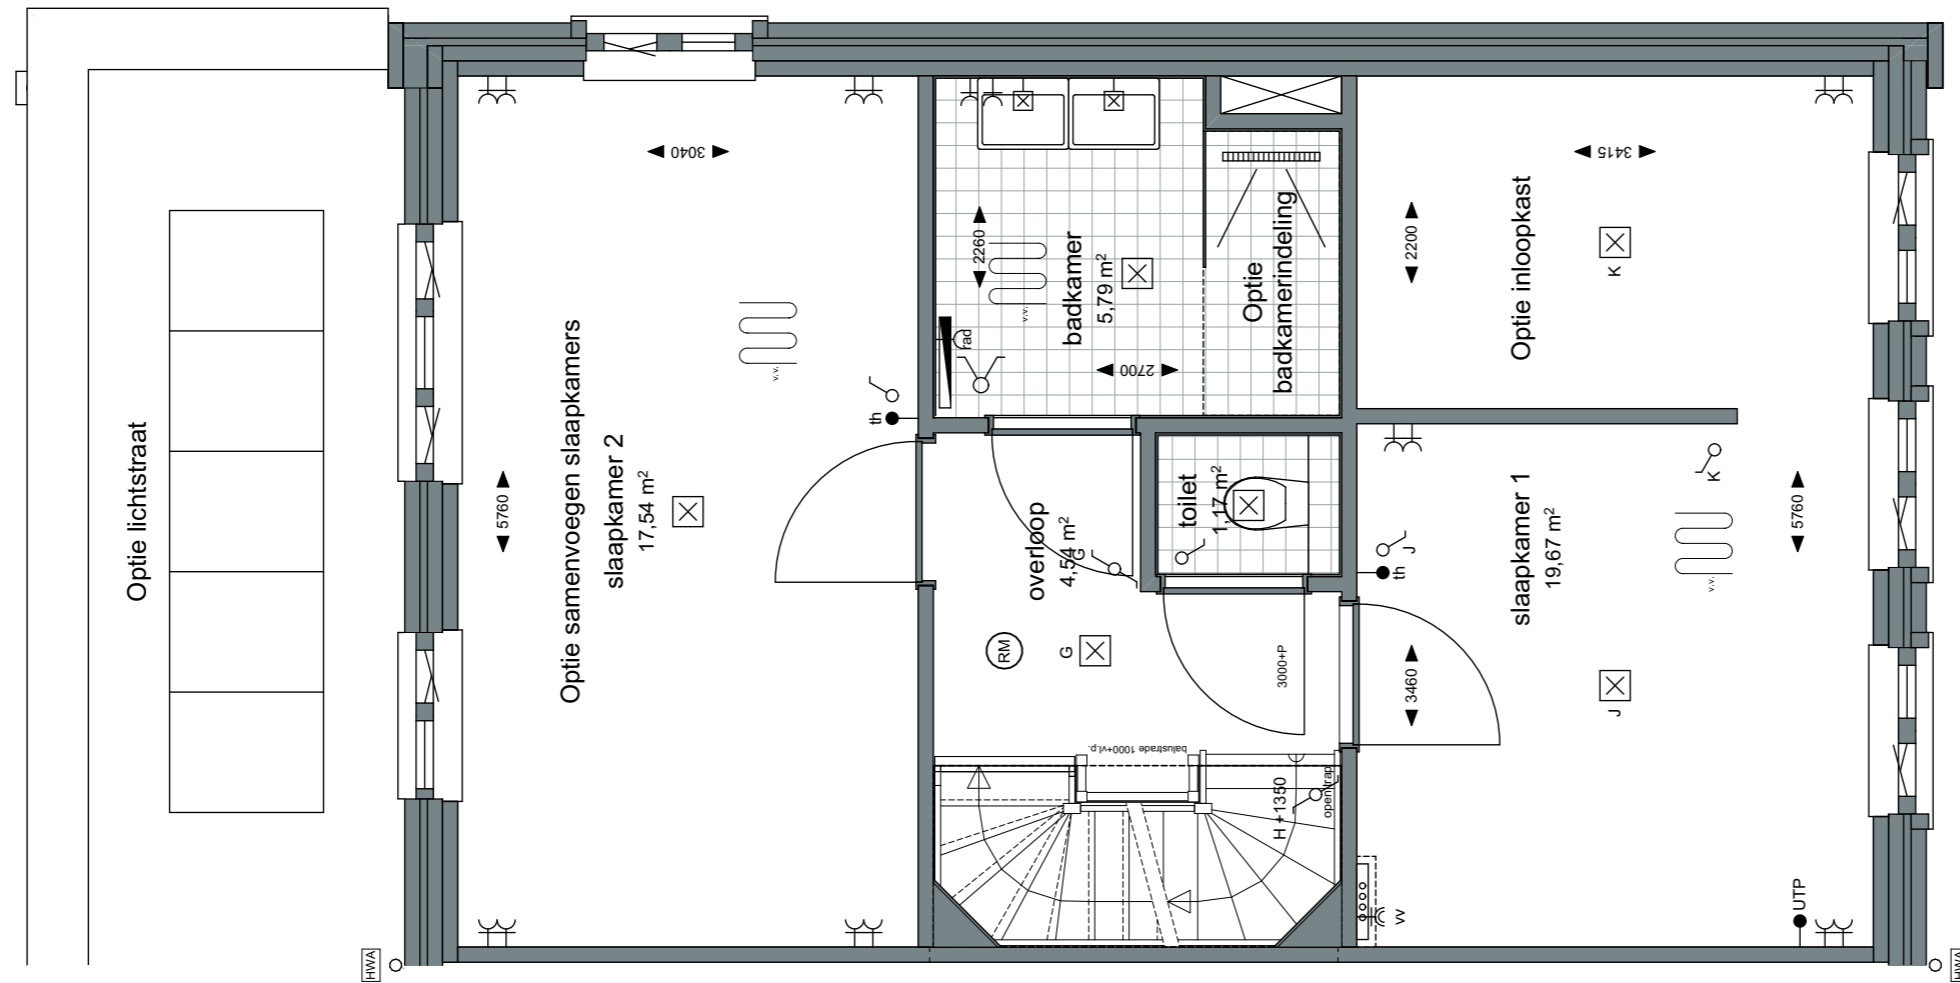 Optie lichtstraat
HWA
Optie samenvoegen slaapkamers
slaapkamer 2
17,54 m²
3040
5760
v.v.
th
2260
v.v.
rad
badkamer
5,79 m²
2700
Optie
badkamerindeling
overloop
4,54 m²
G
toilet
1,17 m²
RM
G
3000+P
balustrade 1000+vl.p.
H +1350
open trap
3415
2200
Optie inloopkast
K
K
th
J
slaapkamer 1
19,67 m²
v.v.
5760
3460
J
VV
UTP
HWA